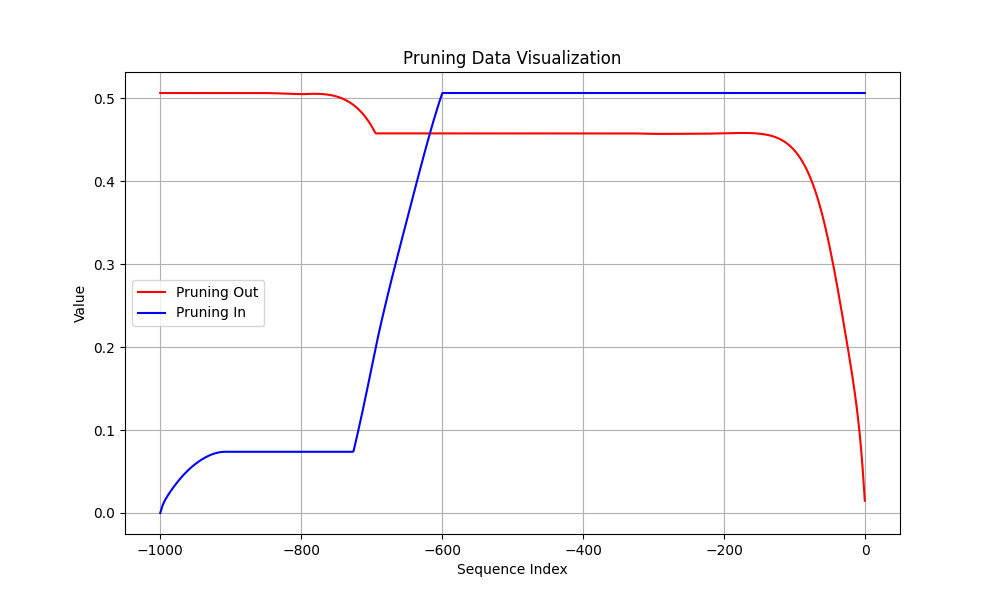 Pruning Data Visualization
0.5
0.4
0.3
0.2
0.1
0.0
Value
Pruning Out
Pruning In
−1000 −800 −600 −400 −200 0
Sequence Index